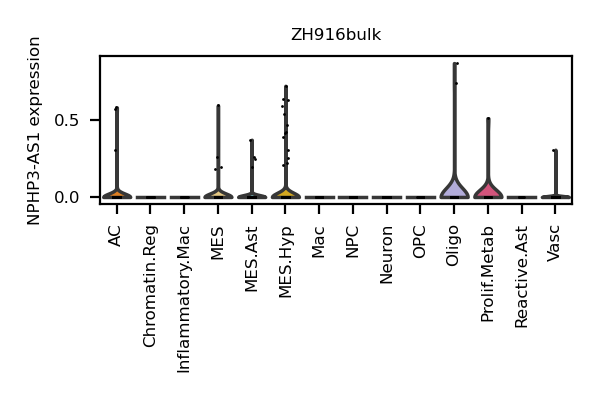 ZH916bulk
NPHP3-AS1 expression
0.5
0.0
AC
Chromatin.Reg
Inflammatory.Mac
MES
MES.Ast
MES.Hyp
Mac
NPC
Neuron
OPC
Oligo
Prolif.Metab
Reactive.Ast
Vasc